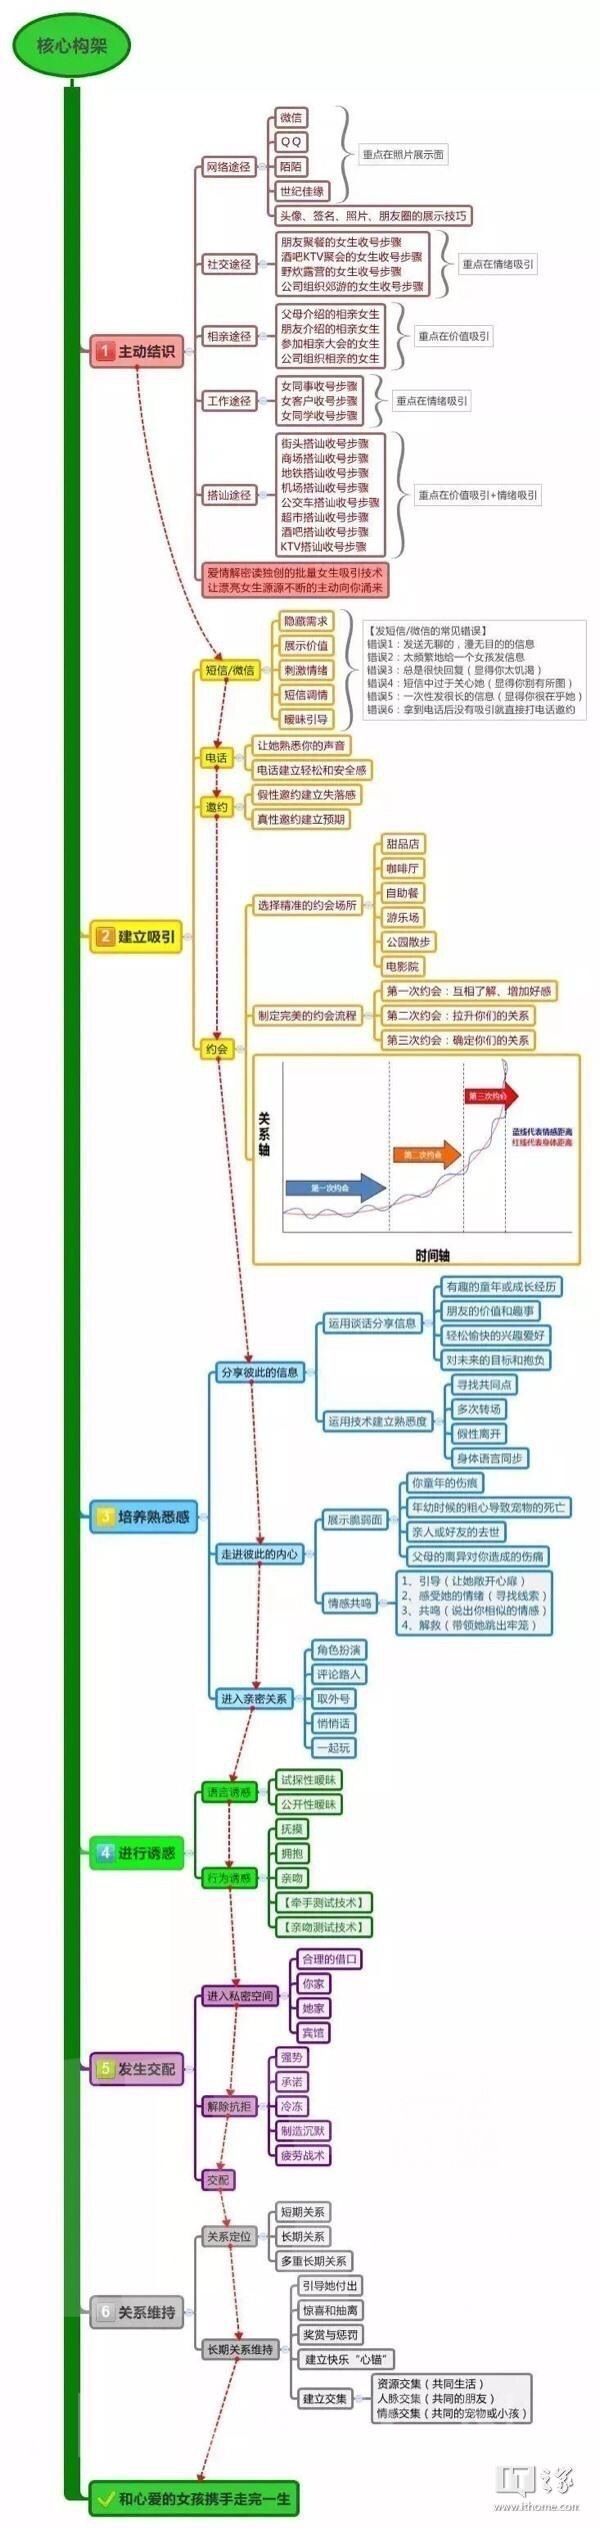 核心构架
1 主动结识
网络途径
微信
QQ
陌陌
世纪佳缘
重点在照片展示面
头像、签名、照片、朋友圈的展示技巧
社交途径
朋友聚餐的女生收号步骤
酒吧KTV聚会的女生收号步骤
野炊露营的女生收号步骤
公司组织郊游的女生收号步骤
重点在情绪吸引
相亲途径
父母介绍的相亲女生
朋友介绍的相亲女生
参加相亲大会的女生
公司组织相亲的女生
重点在价值吸引
工作途径
女同事收号步骤
女客户收号步骤
女同学收号步骤
重点在情绪吸引
搭讪途径
街头搭讪收号步骤
商场搭讪收号步骤
地铁搭讪收号步骤
机场搭讪收号步骤
公交车搭讪收号步骤
超市搭讪收号步骤
酒吧搭讪收号步骤
KTV搭讪收号步骤
重点在价值吸引+情绪吸引
爱情解密读独创的批量女生吸引技术
让漂亮女生源源不断的主动向你涌来
2 建立吸引
短信/微信
隐藏需求
展示价值
刺激情绪
短信调情
暧昧引导
【发短信/微信的常见错误】
错误1：发送无聊的，漫无目的的信息
错误2：太频繁地给一个女孩发信息
错误3：总是很快回复（显得你太饥渴）
错误4：短信中过于关心她（显得你别有所图）
错误5：一次性发很长的信息（显得你很在乎她）
错误6：拿到电话后没有吸引就直接打电话邀约
电话
让她熟悉你的声音
电话建立轻松和安全感
邀约
假性邀约建立失落感
真性邀约建立预期
约会
选择精准的约会场所
甜品店
咖啡厅
自助餐
游乐场
公园散步
电影院
制定完美的约会流程
第一次约会：互相了解、增加好感
第二次约会：拉升你们的关系
第三次约会：确定你们的关系
关系轴
第一次约会
第二次约会
第三次约会
蓝线代表情感距离
红线代表身体距离
时间轴
3 培养熟悉感
分享彼此的信息
运用谈话分享信息
有趣的童年或成长经历
朋友的价值和趣事
轻松愉快的兴趣爱好
对未来的目标和抱负
运用技术建立熟悉度
寻找共同点
多次转场
假性离开
身体语言同步
走进彼此的内心
展示脆弱面
你童年的伤痕
年幼时候的粗心导致宠物的死亡
亲人或好友的去世
父母的离异对你造成的伤痛
情感共鸣
1、引导（让她敞开心扉）
2、感受她的情绪（寻找线索）
3、共鸣（说出你相似的情感）
4、解救（带领她跳出牢笼）
进入亲密关系
角色扮演
评论路人
取外号
悄悄话
一起玩
4 进行诱惑
语言诱惑
试探性暧昧
公开性暧昧
行为诱惑
抚摸
拥抱
亲吻
【牵手测试技术】
【亲吻测试技术】
5 发生交配
进入私密空间
合理的借口
你家
她家
宾馆
解除抗拒
强势
承诺
冷冻
制造沉默
疲劳战术
交配
6 关系维持
关系定位
短期关系
长期关系
多重长期关系
长期关系维持
引导她付出
惊喜和抽离
奖赏与惩罚
建立快乐“心锚”
建立交集
资源交集（共同生活）
人脉交集（共同的朋友）
情感交集（共同的宠物或小孩）
和心爱的女孩携手走完一生
IT之家
www.ithome.com